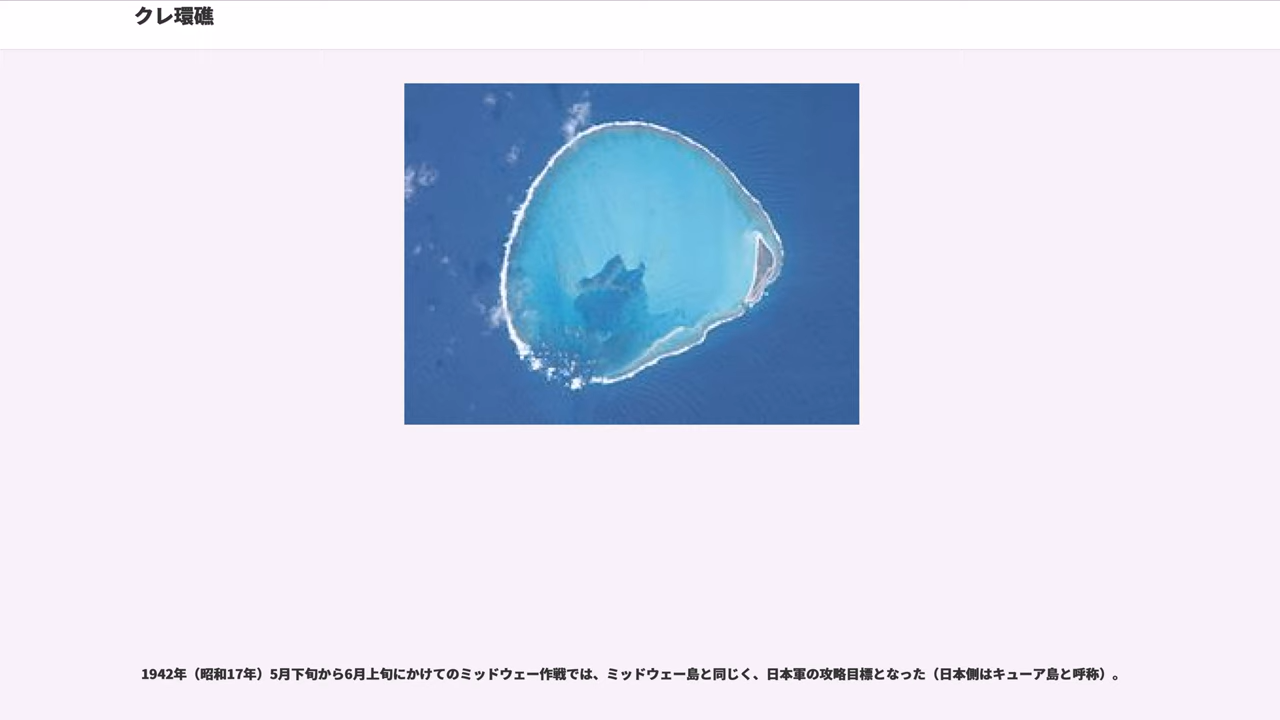 クレ環礁
1942年（昭和17年）5月下旬から6月上旬にかけてのミッドウェー作戦では、ミッドウェー島と同じく、日本軍の攻略目標となった（日本側はキューア島と呼称）。